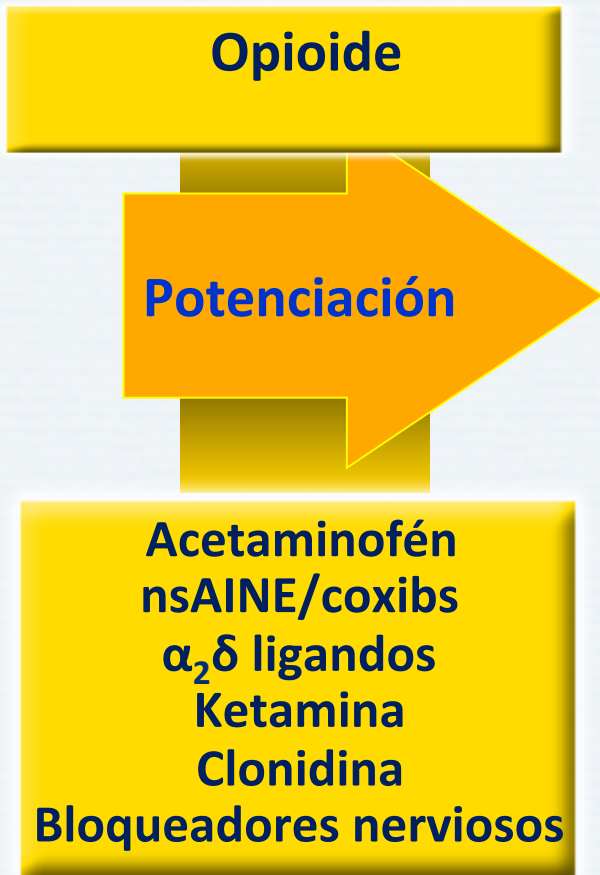 Opioide
Potenciación
Acetaminofén
nsAINE/coxibs
α₂δ ligandos
Ketamina
Clonidina
Bloqueadores nerviosos